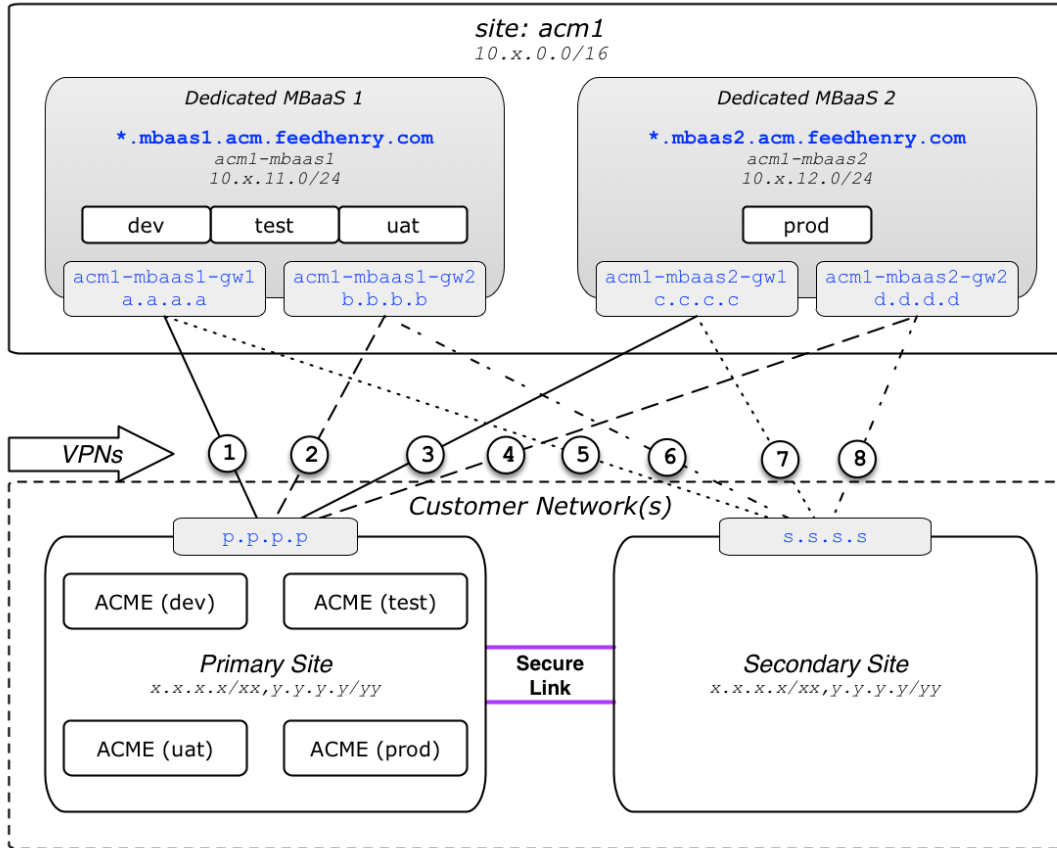 site: acm1
10.x.0.0/16
Dedicated MBaaS 1
*.mbaas1.acm.feedhenry.com
acm1-mbaas1
10.x.11.0/24
dev
test
uat
acm1-mbaas1-gw1
a.a.a.a
acm1-mbaas1-gw2
b.b.b.b
Dedicated MBaaS 2
*.mbaas2.acm.feedhenry.com
acm1-mbaas2
10.x.12.0/24
prod
acm1-mbaas2-gw1
c.c.c.c
acm1-mbaas2-gw2
d.d.d.d
VPNs
1
2
3
4
5
6
7
8
Customer Network(s)
p.p.p.p
ACME (dev)
ACME (test)
Primary Site
x.x.x.x/xx,y.y.y.y/yy
ACME (uat)
ACME (prod)
Secure
Link
s.s.s.s
Secondary Site
x.x.x.x/xx,y.y.y.y/yy